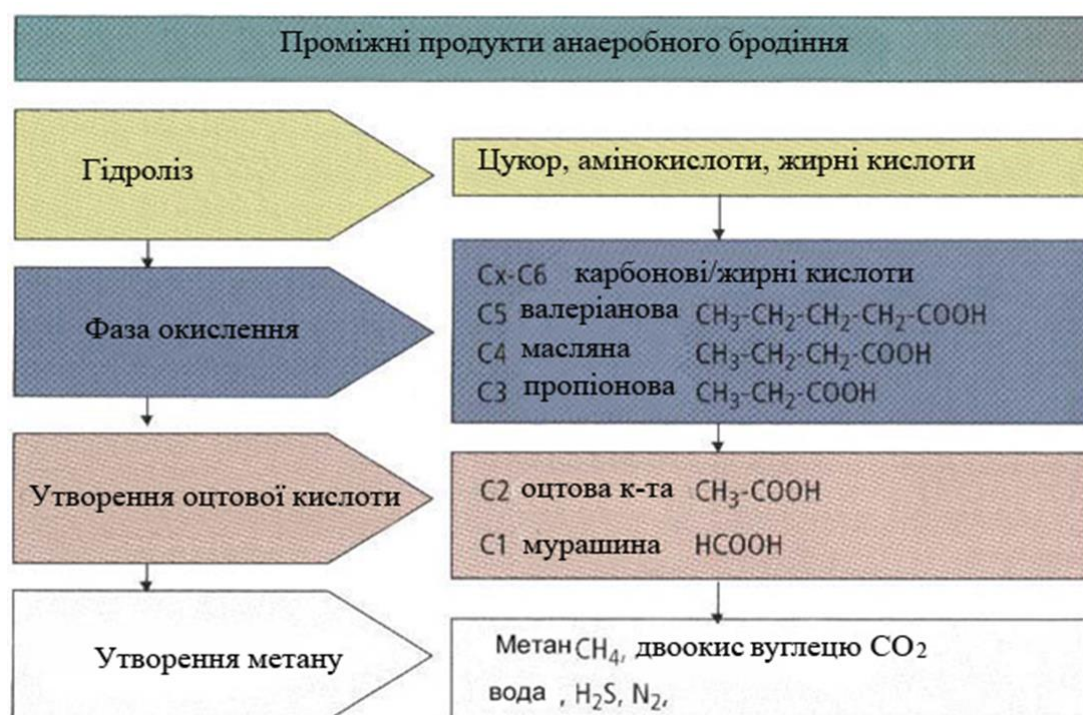 Проміжні продукти анаеробного бродіння
Гідроліз
Цукор, амінокислоти, жирні кислоти
Фаза окислення
Cx-C6 карбонові/жирні кислоти
C5 валеріанова CH₃-CH₂-CH₂-CH₂-COOH
C4 масляна CH₃-CH₂-CH₂-COOH
C3 пропіонова CH₃-CH₂-COOH
Утворення оцтової кислоти
C2 оцтова к-та CH₃-COOH
C1 мурашина HCOOH
Утворення метану
Метан CH₄, двоокис вуглецю CO₂
вода , H₂S, N₂,